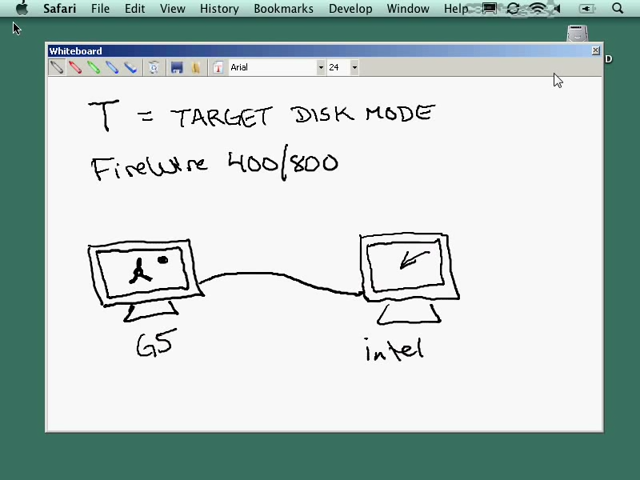 Safari File Edit View History Bookmarks Develop Window Help
D
Whiteboard
Arial 24
T = TARGET DISK MODE
FireWire 400/800
G5
intel